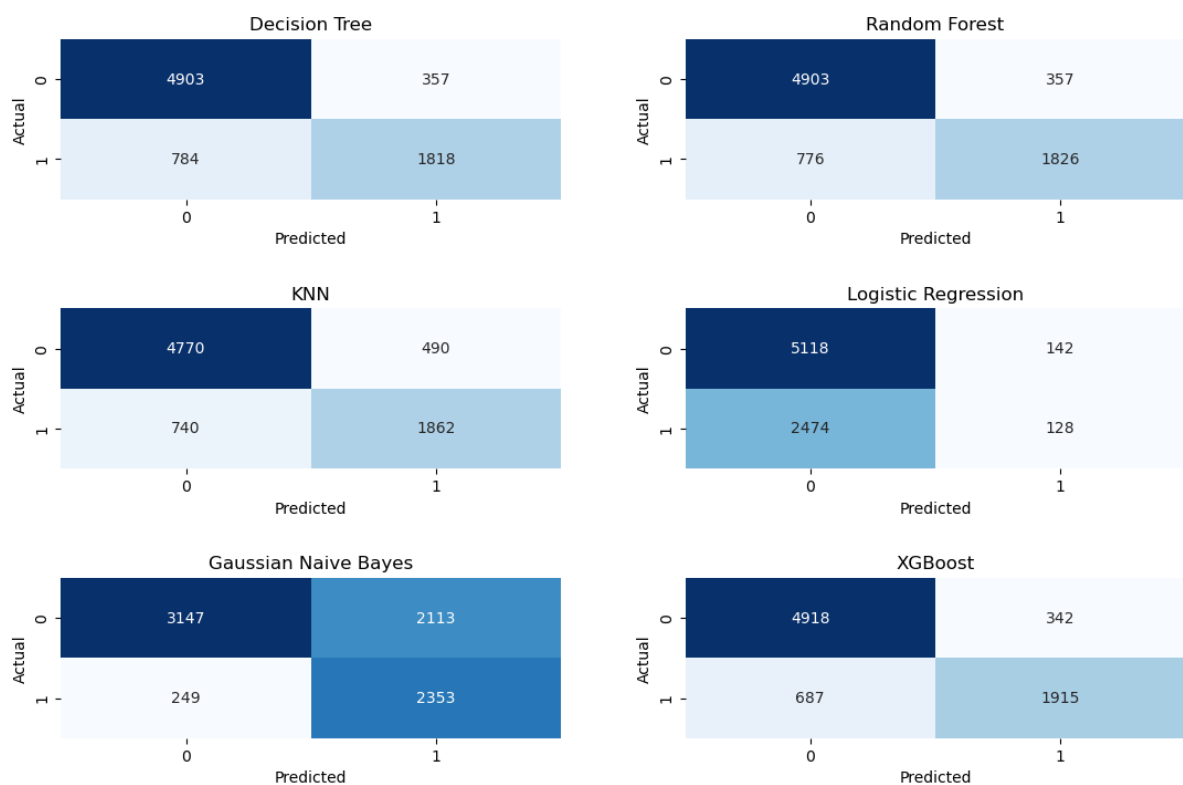 Decision Tree
Actual
0
4903
357
1
784
1818
0
1
Predicted
Random Forest
Actual
0
4903
357
1
776
1826
0
1
Predicted
KNN
Actual
0
4770
490
1
740
1862
0
1
Predicted
Logistic Regression
Actual
0
5118
142
1
2474
128
0
1
Predicted
Gaussian Naive Bayes
Actual
0
3147
2113
1
249
2353
0
1
Predicted
XGBoost
Actual
0
4918
342
1
687
1915
0
1
Predicted